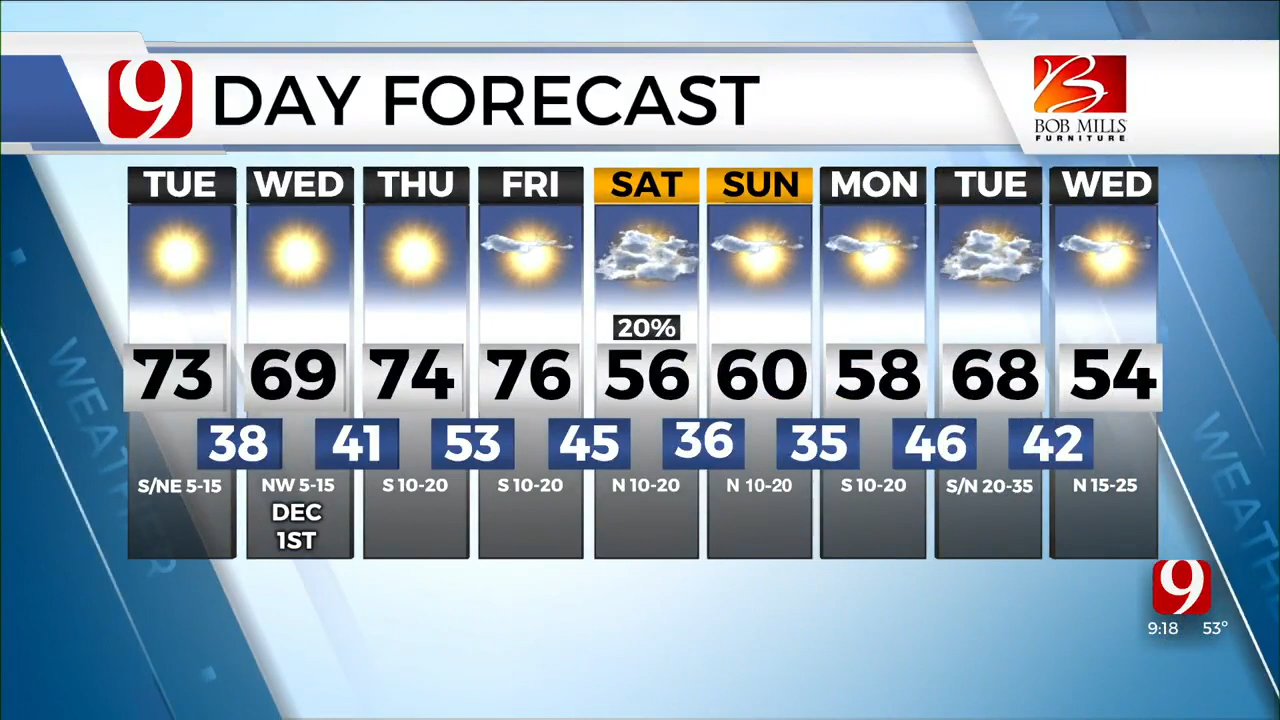 9 DAY FORECAST
BOB MILLS
FURNITURE
TUE WED THU FRI SAT SUN MON TUE WED
20%
73 69 74 76 56 60 58 68 54
38 41 53 45 36 35 46 42
S/NE 5-15 NW 5-15 S 10-20 S 10-20 N 10-20 N 10-20 S 10-20 S/N 20-35 N 15-25
DEC
1ST
WEATHER
WEATHER
9
9:18 53°